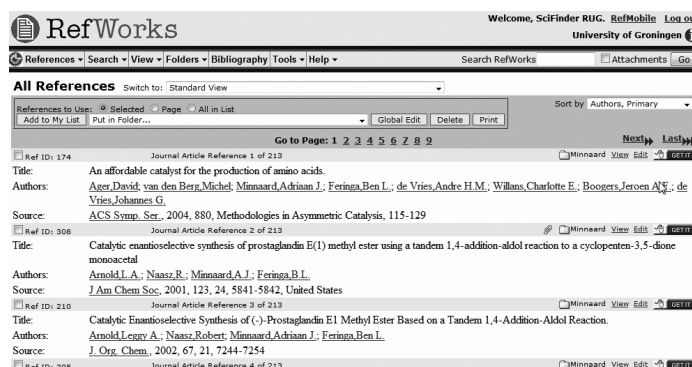 Welcome, SciFinder RUG. RefMobile Log ou
RefWorks
University of Groningen
References Search View Folders Bibliography Tools Help Search RefWorks Attachments Go
All References Switch to: Standard View
References to Use: Selected Page All in List Sort by Authors, Primary
Add to My List Put in Folder... Global Edit Delete Print
Go to Page: 1 2 3 4 5 6 7 8 9 Next Last
Ref ID: 174 Journal Article Reference 1 of 213 Minnaard View Edit GET IT
Title: An affordable catalyst for the production of amino acids.
Authors: Ager,David; van den Berg,Michel; Minnaard,Adriaan J.; Feringa,Ben L.; de Vries,Andre H.M.; Willans,Charlotte E.; Boogers,Jeroen A.F.; de
Vries,Johannes G.
Source: ACS Symp. Ser., 2004, 880, Methodologies in Asymmetric Catalysis, 115-129
Ref ID: 308 Journal Article Reference 2 of 213 Minnaard View Edit GET IT
Title: Catalytic enantioselective synthesis of prostaglandin E(1) methyl ester using a tandem 1,4-addition-aldol reaction to a cyclopenten-3,5-dione
monoacetal
Authors: Arnold,L.A.; Naasz,R.; Minnaard,A.J.; Feringa,B.L.
Source: J Am Chem Soc, 2001, 123, 24, 5841-5842, United States
Ref ID: 210 Journal Article Reference 3 of 213 Minnaard View Edit GET IT
Title: Catalytic Enantioselective Synthesis of (-)-Prostaglandin E1 Methyl Ester Based on a Tandem 1,4-Addition-Aldol Reaction.
Authors: Arnold,Leggy A.; Naasz,Robert; Minnaard,Adriaan J.; Feringa,Ben L.
Source: J. Org. Chem., 2002, 67, 21, 7244-7254
Journal Article Reference 4 of 213 Minnaard View Edit